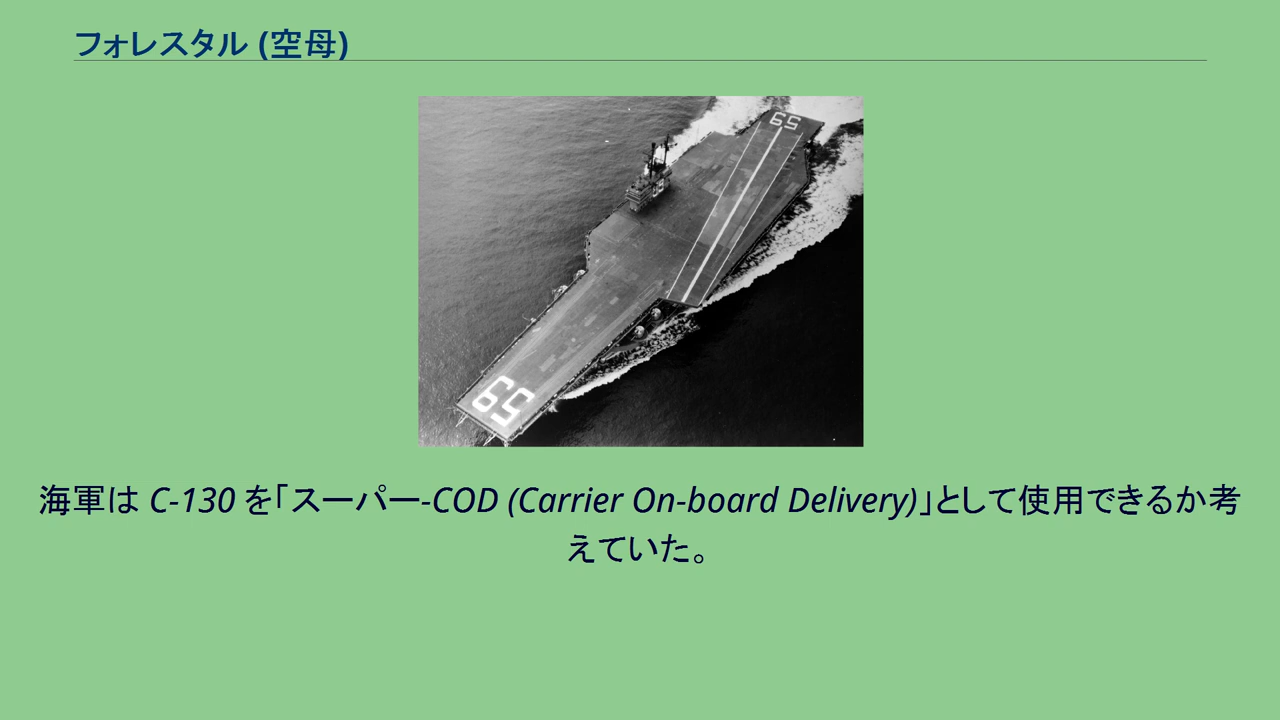 フォレスタル (空母)
59
59
海軍は C-130 を「スーパー-COD (Carrier On-board Delivery)」として使用できるか考
えていた。